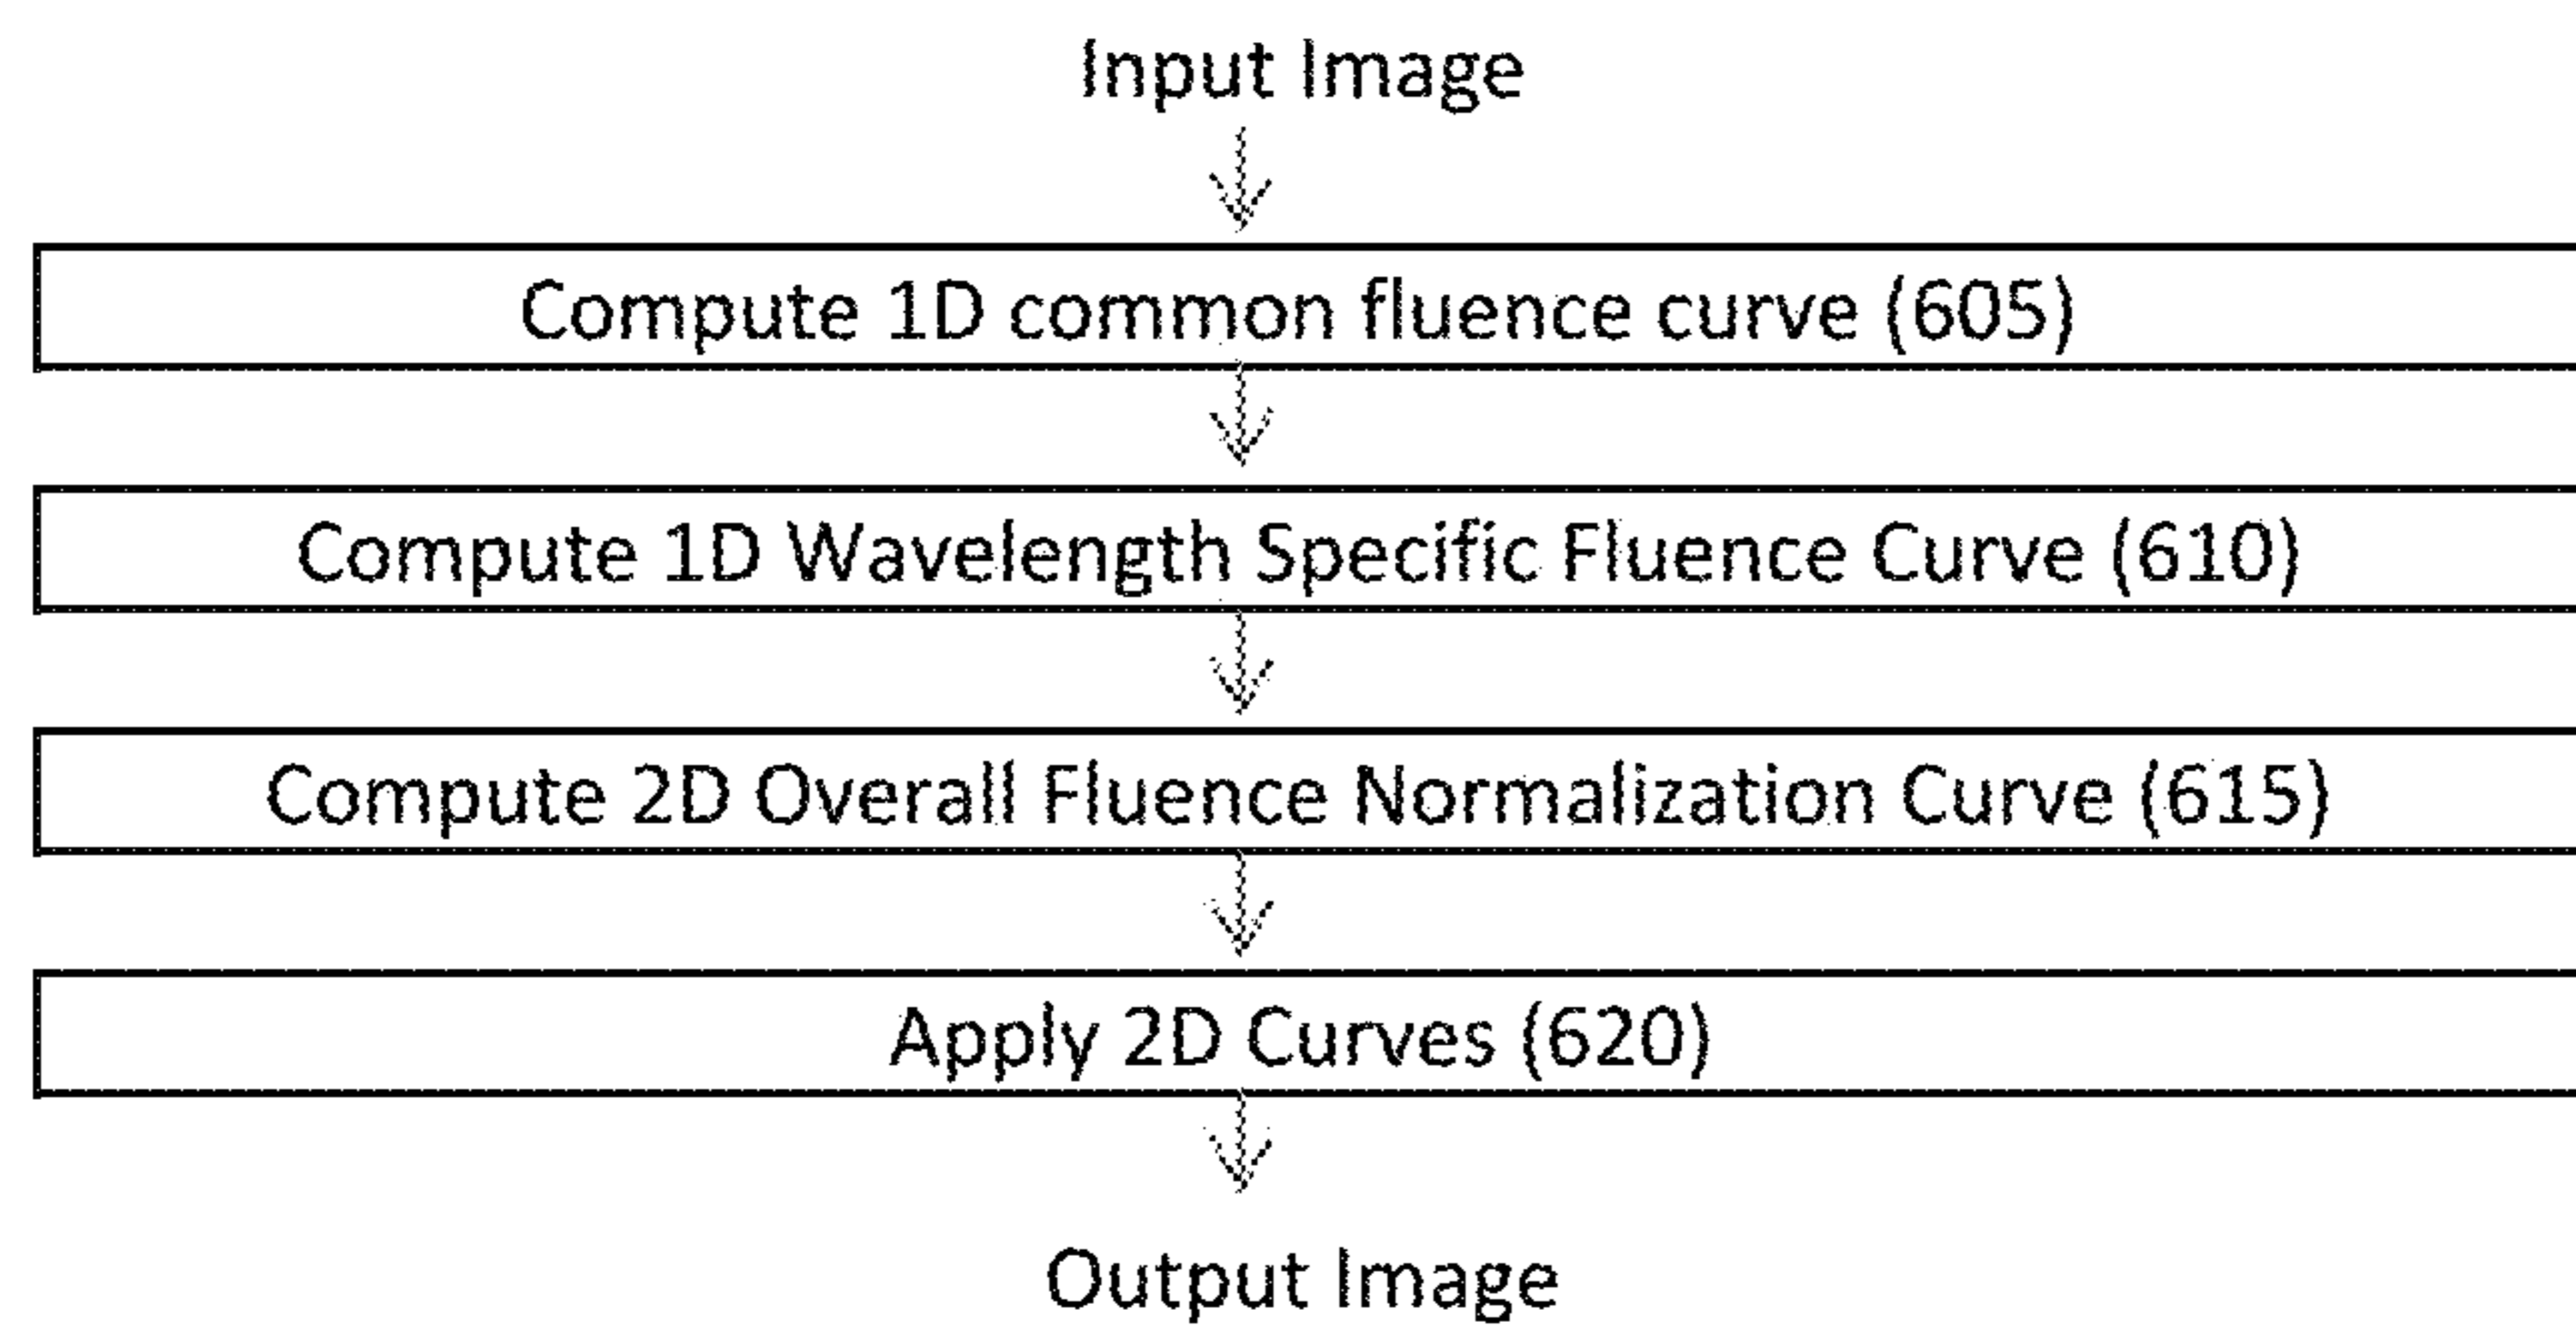 Input Image
Compute 1D common fluence curve (605)
Compute 1D Wavelength Specific Fluence Curve (610)
Compute 2D Overall Fluence Normalization Curve (615)
Apply 2D Curves (620)
Output Image